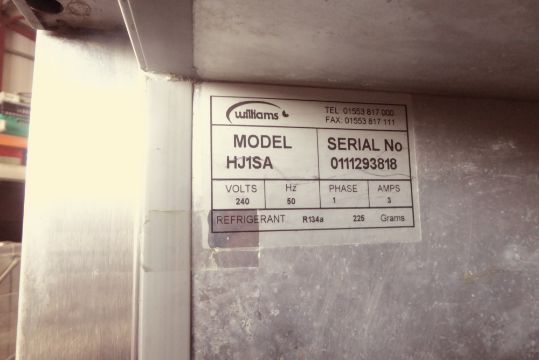 williams
TEL: 01553 817 000
FAX: 01553 817 111
MODEL
HJ1SA
SERIAL No
0111293818
VOLTS Hz PHASE AMPS
240 50 1 3
REFRIGERANT R134a 225 Grams